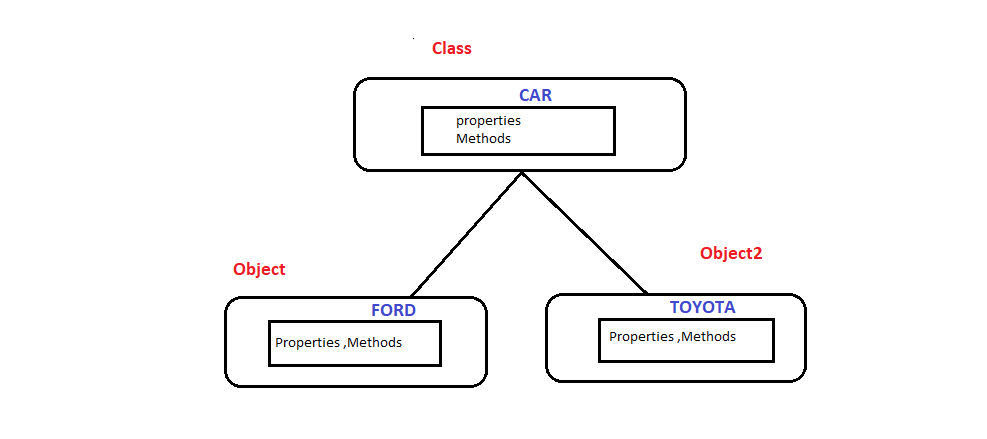 Class
CAR
properties
Methods
Object
FORD
Properties ,Methods
Object2
TOYOTA
Properties ,Methods